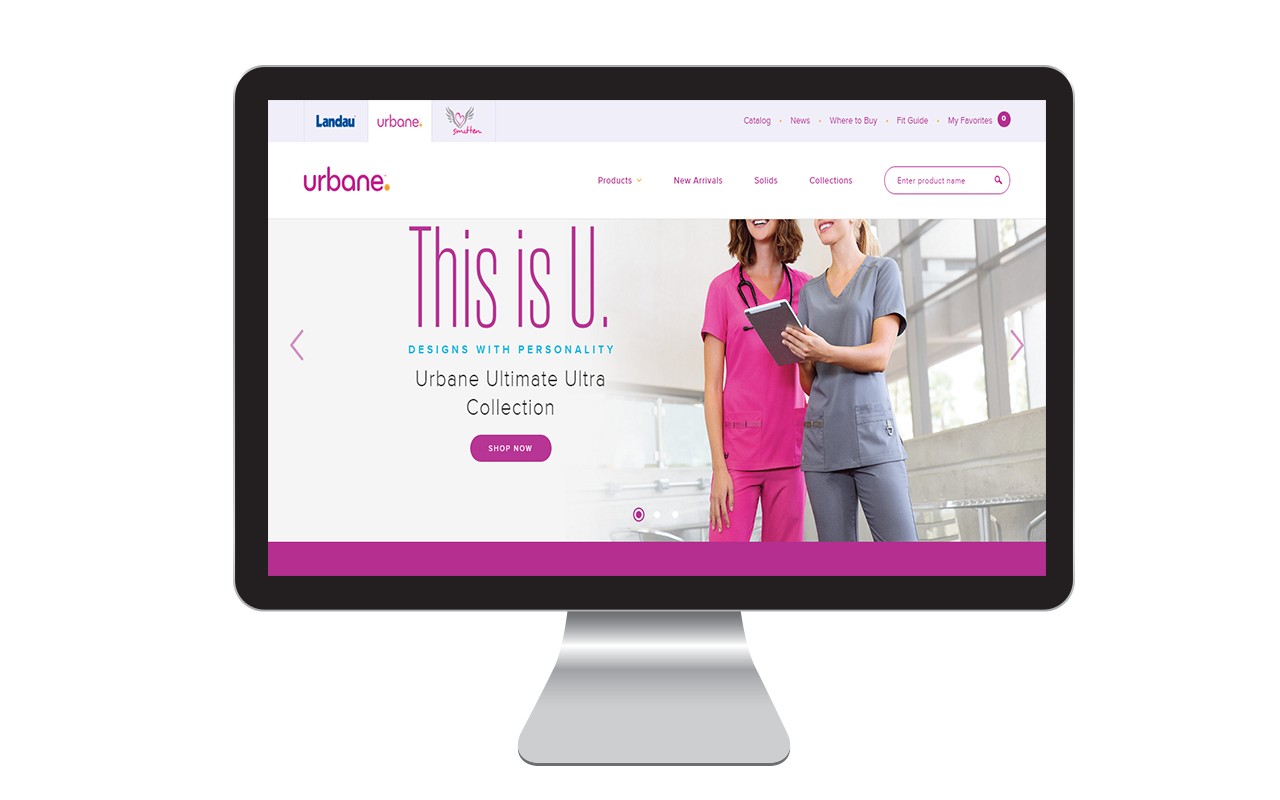 Landau urbane. smitten Catalog • News • Where to Buy • Fit Guide • My Favorites 0
urbane. Products New Arrivals Solids Collections Enter product name
This is U.
DESIGNS WITH PERSONALITY
Urbane Ultimate Ultra
Collection
SHOP NOW